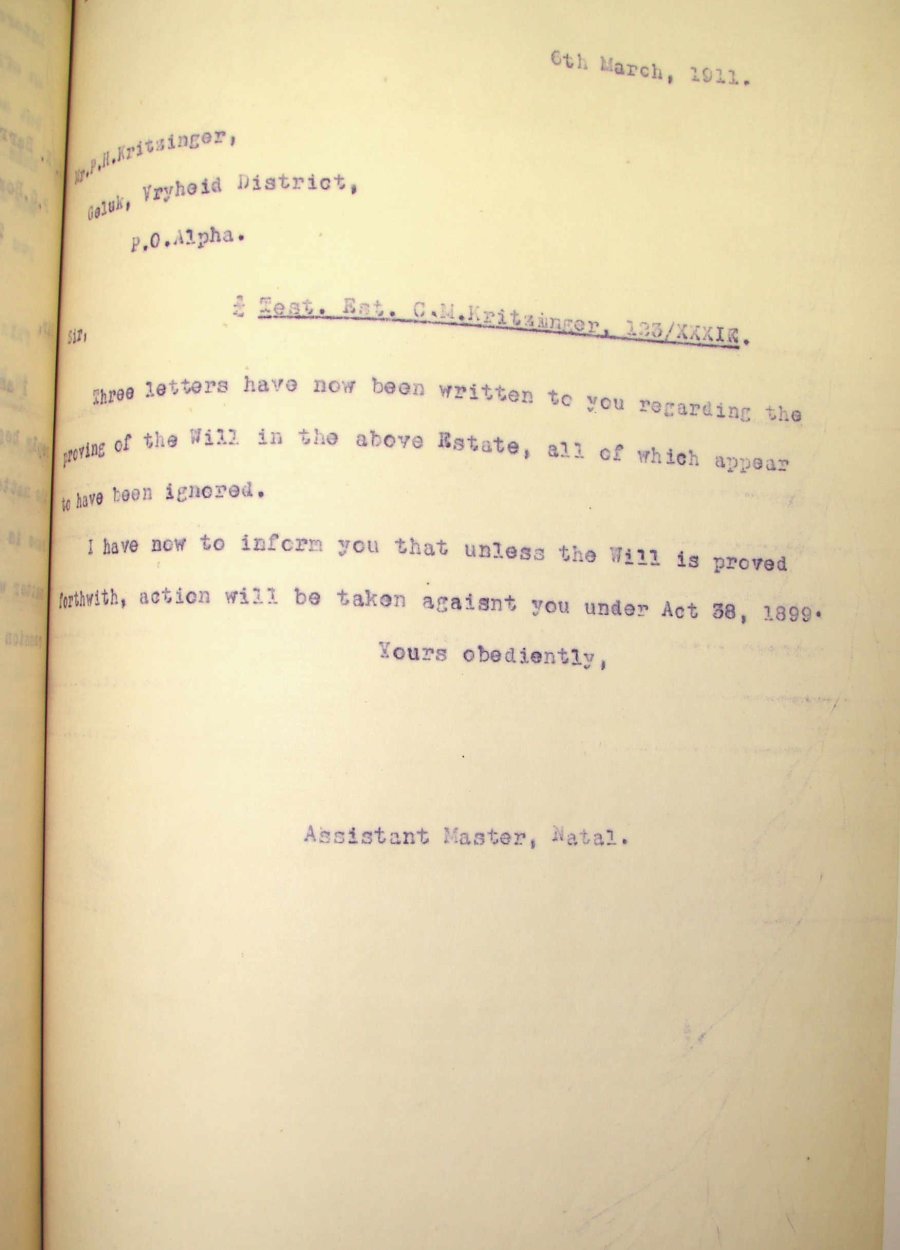 6th March, 1911.
Mr.P.H.Kritzinger,
Geluk, Vryheid District,
P.O.Alpha.
Test. Est. C.M.Kritzinger, 123/XXXIX.
Sir,
Three letters have now been written to you regarding the
proving of the Will in the above Estate, all of which appear
to have been ignored.
I have now to inform you that unless the Will is proved
forthwith, action will be taken agaisnt you under Act 38, 1899.
Yours obediently,
Assistant Master, Natal.